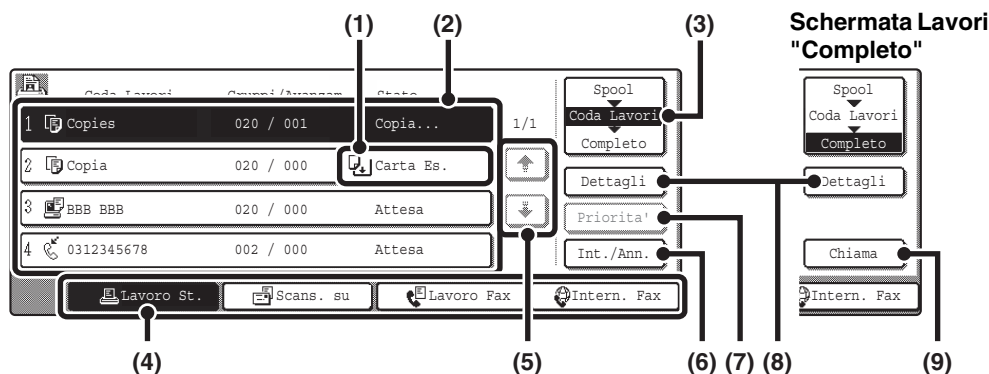 (1) (2) (3)
Schermata Lavori
"Completo"
Coda Lavori Gruppi/Avanzam. Stato
1 Copies 020 / 001 Copia...
2 Copia 020 / 000 Carta Es.
3 BBB BBB 020 / 000 Attesa
4 0312345678 002 / 000 Attesa
1/1
Spool
Coda Lavori
Completo
Dettagli
Priorita'
Int./Ann.
Spool
Coda Lavori
Completo
Dettagli
Chiama
Lavoro St. Scans. su Lavoro Fax Intern. Fax
Intern. Fax
(4) (5) (6) (7) (8) (9)